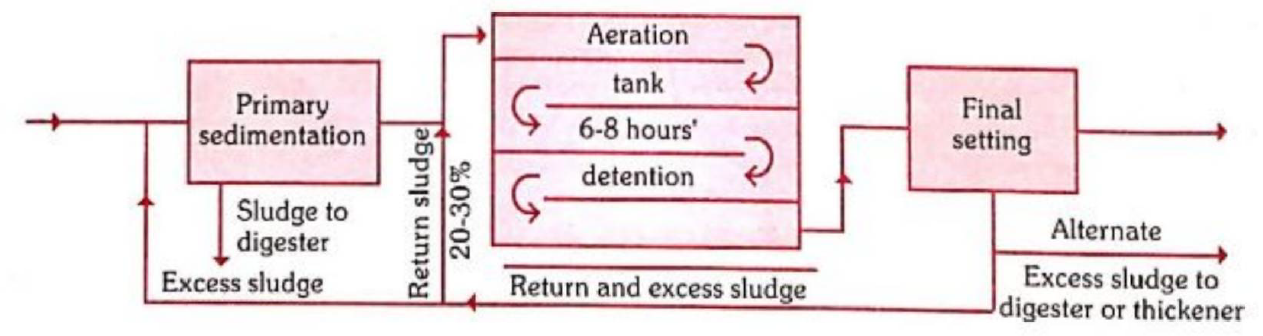 Primary
sedimentation
Sludge to
digester
Excess sludge
Return sludge
20-30%
Aeration
tank
6-8 hours'
detention
Return and excess sludge
Final
setting
Alternate
Excess sludge to
digester or thickener